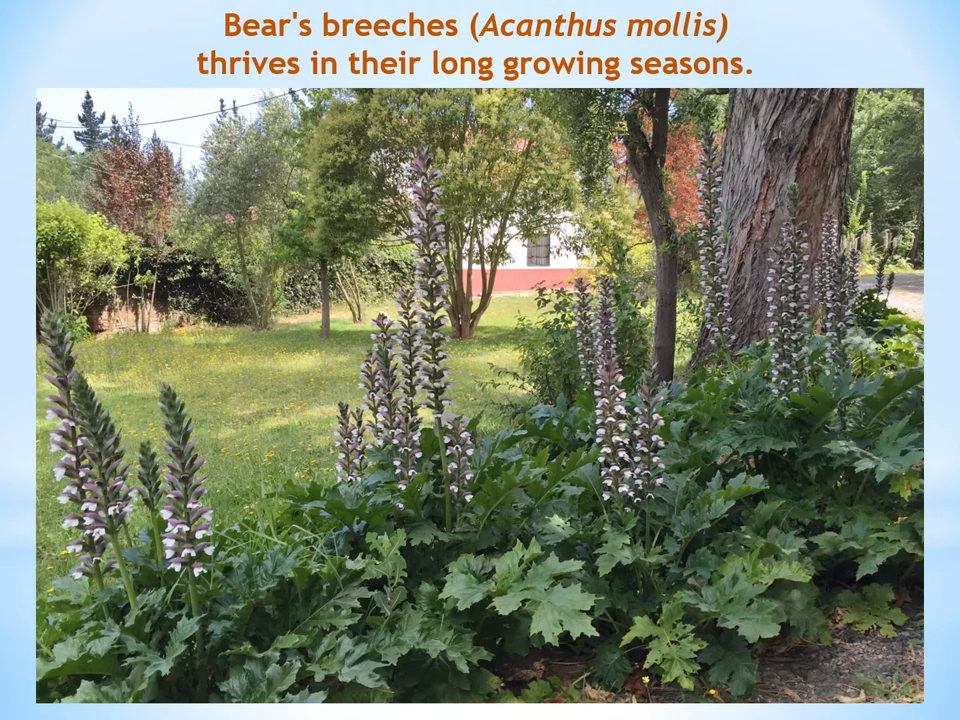 Bear's breeches (Acanthus mollis)
thrives in their long growing seasons.